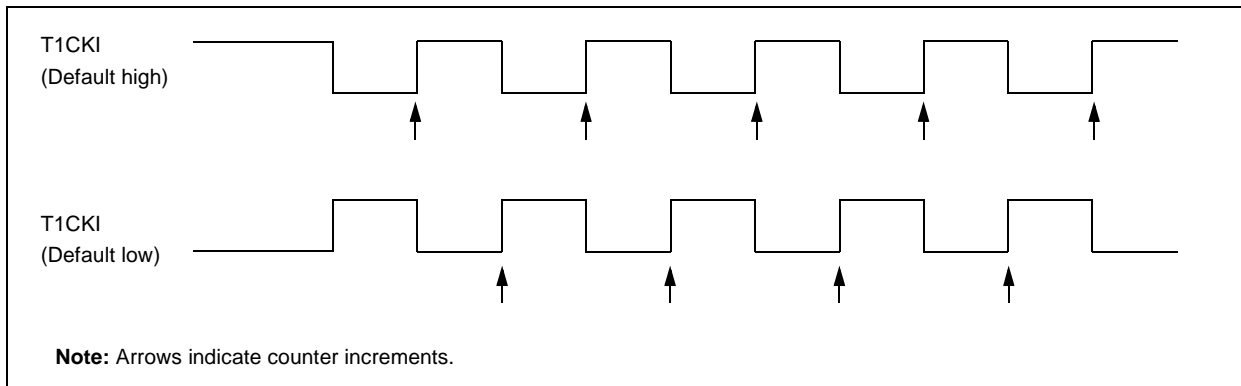 T1CKI
(Default high)
T1CKI
(Default low)
Note: Arrows indicate counter increments.